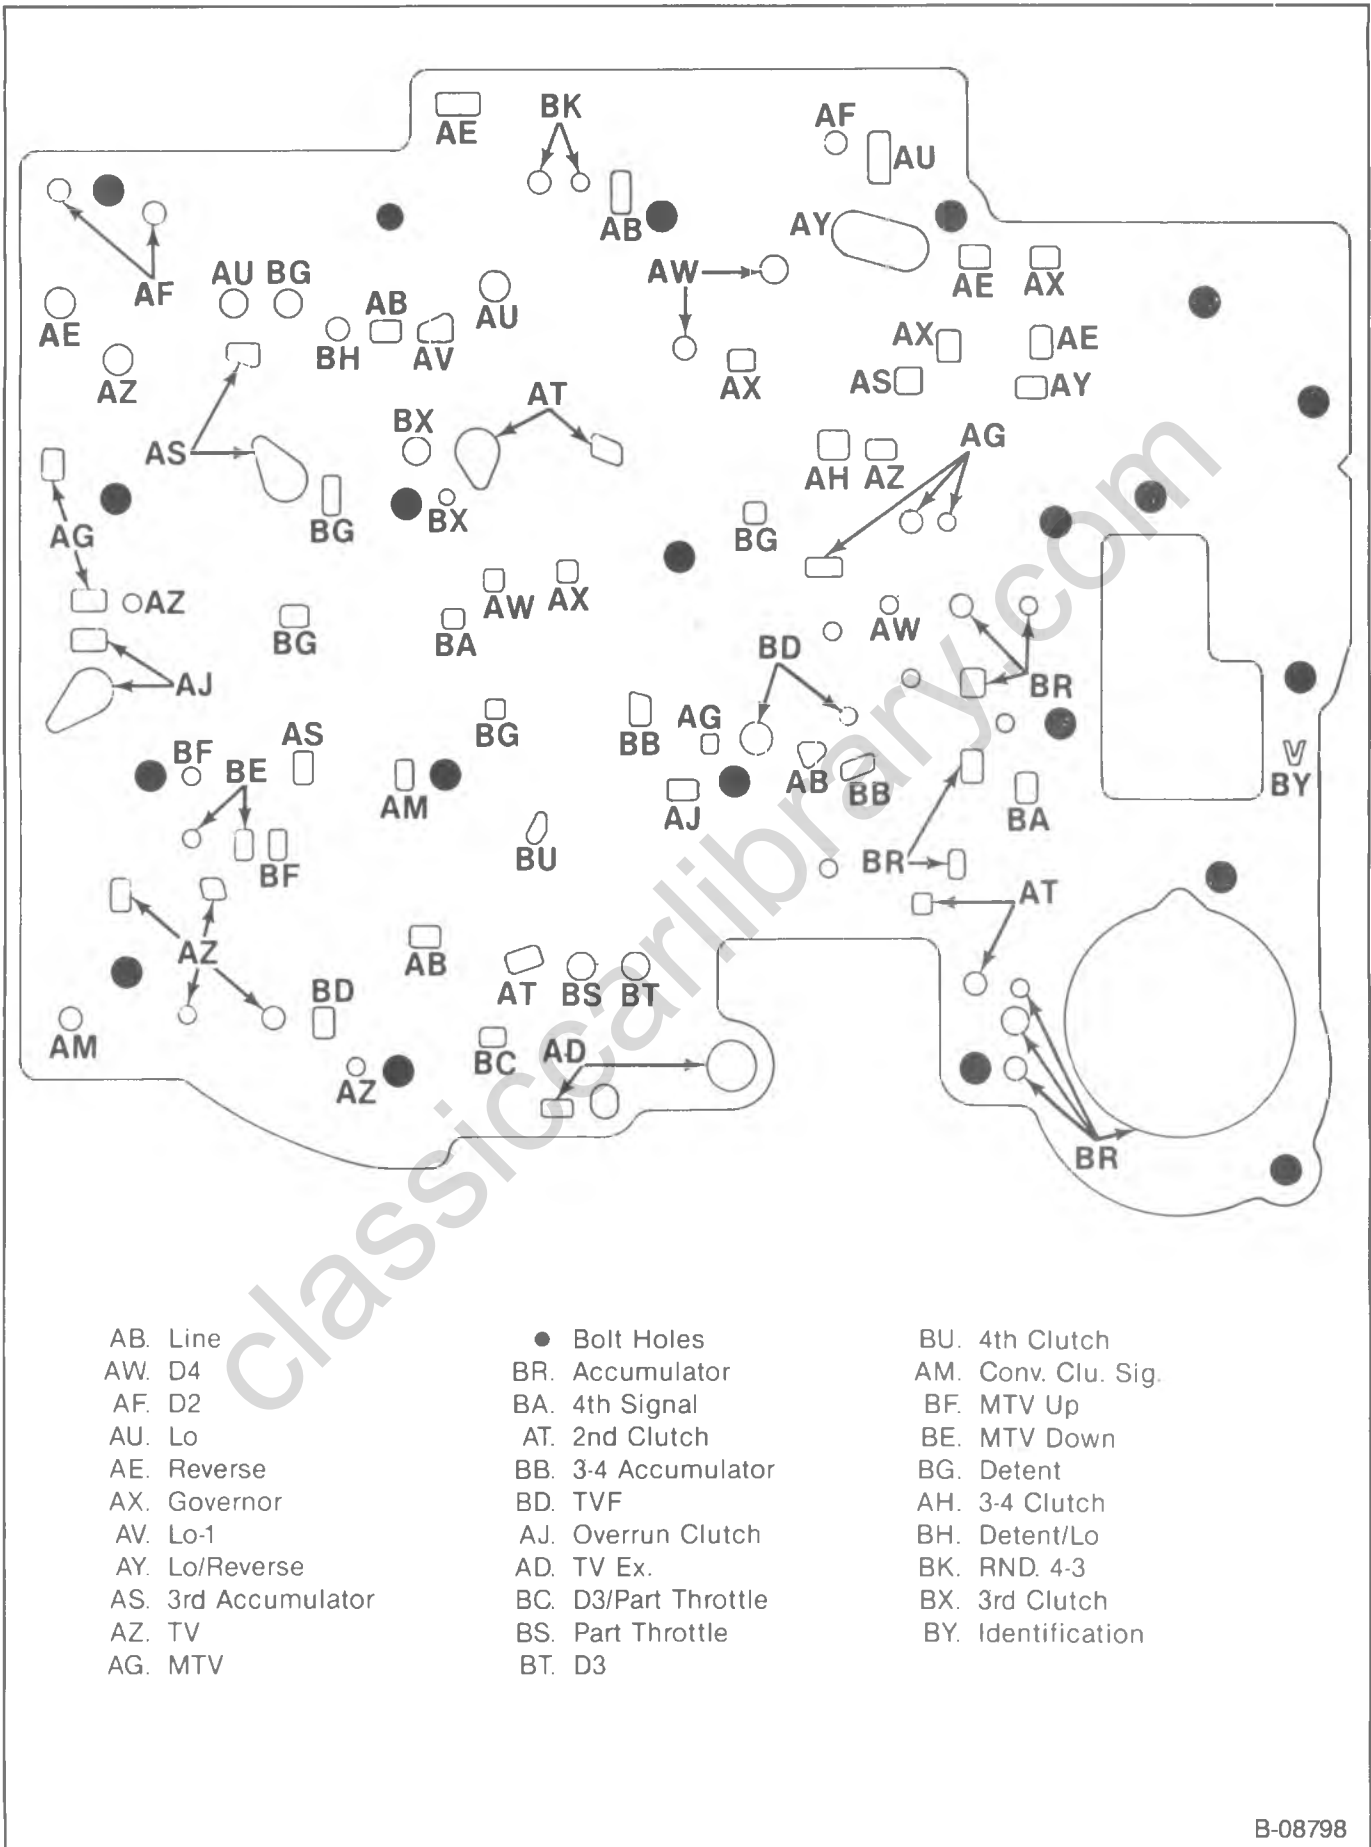 AE
BK
AF
AU
AB
AY
AW
AE
AX
AF
AU
BG
AE
BH
AB
AV
AU
AZ
AX
AE
AX
AS
AY
AT
BX
AS
AG
AH
AZ
BG
BX
BG
AG
AW
AX
AZ
BG
BA
AW
BD
BR
AJ
BG
BB
AG
AS
BF
BE
AM
AB
BB
BY
AJ
BA
BU
BF
BR
AT
AZ
AB
AT
BS
BT
BD
AM
BC
AD
AZ
BR
classiccarlibrary.com
AB. Line
AW. D4
AF. D2
AU. Lo
AE. Reverse
AX. Governor
AV. Lo-1
AY. Lo/Reverse
AS. 3rd Accumulator
AZ. TV
AG. MTV
● Bolt Holes
BR. Accumulator
BA. 4th Signal
AT. 2nd Clutch
BB. 3-4 Accumulator
BD. TVF
AJ. Overrun Clutch
AD. TV Ex.
BC. D3/Part Throttle
BS. Part Throttle
BT. D3
BU. 4th Clutch
AM. Conv. Clu. Sig.
BF. MTV Up
BE. MTV Down
BG. Detent
AH. 3-4 Clutch
BH. Detent/Lo
BK. RND. 4-3
BX. 3rd Clutch
BY. Identification
B-08798